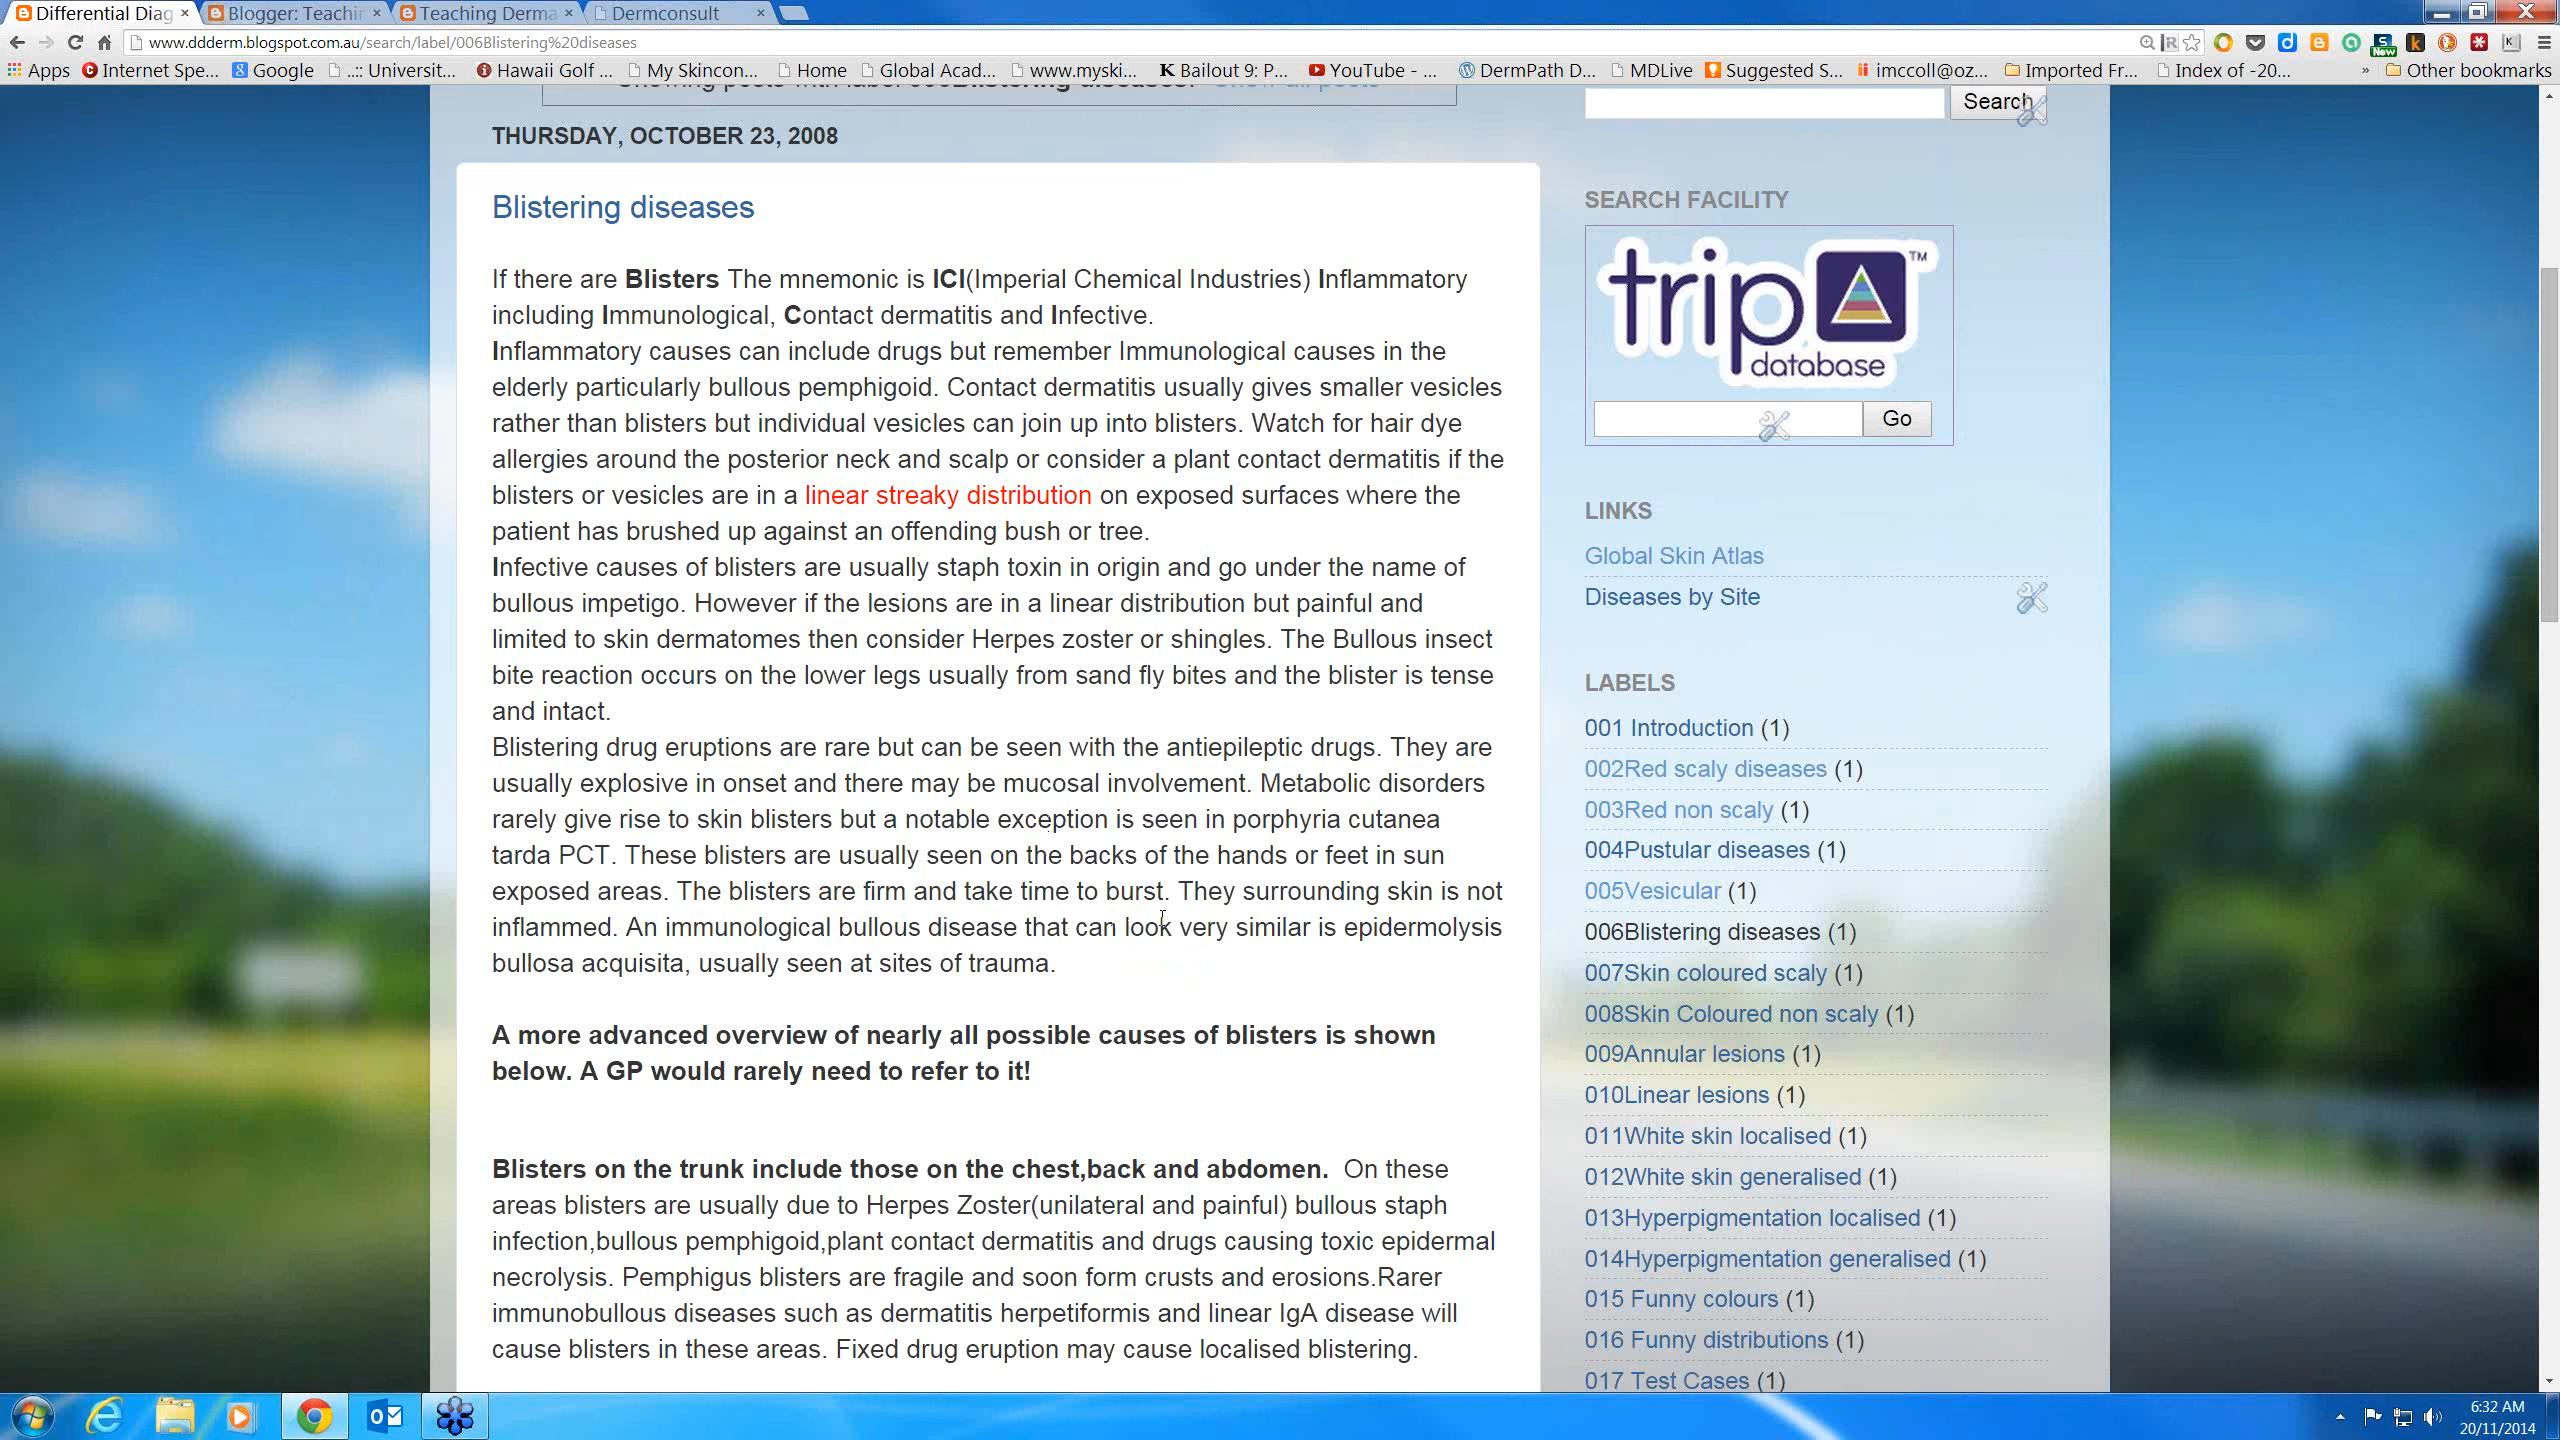 Differential Diag
Blogger: Teachin
Teaching Derma
Dermconsult
www.ddderm.blogspot.com.au/search/label/006Blistering%20diseases
Apps
Internet Spe...
Google
..:: Universit...
Hawaii Golf ...
My Skincon...
Home
Global Acad...
www.myski...
Bailout 9: P...
YouTube - ...
DermPath D...
MDLive
Suggested S...
imccoll@oz...
Imported Fr...
Index of -20...
» Other bookmarks
Showing posts with label 006Blistering diseases. Show all posts
Search
THURSDAY, OCTOBER 23, 2008
Blistering diseases
If there are Blisters The mnemonic is ICI(Imperial Chemical Industries) Inflammatory
including Immunological, Contact dermatitis and Infective.
Inflammatory causes can include drugs but remember Immunological causes in the
elderly particularly bullous pemphigoid. Contact dermatitis usually gives smaller vesicles
rather than blisters but individual vesicles can join up into blisters. Watch for hair dye
allergies around the posterior neck and scalp or consider a plant contact dermatitis if the
blisters or vesicles are in a linear streaky distribution on exposed surfaces where the
patient has brushed up against an offending bush or tree.
Infective causes of blisters are usually staph toxin in origin and go under the name of
bullous impetigo. However if the lesions are in a linear distribution but painful and
limited to skin dermatomes then consider Herpes zoster or shingles. The Bullous insect
bite reaction occurs on the lower legs usually from sand fly bites and the blister is tense
and intact.
Blistering drug eruptions are rare but can be seen with the antiepileptic drugs. They are
usually explosive in onset and there may be mucosal involvement. Metabolic disorders
rarely give rise to skin blisters but a notable exception is seen in porphyria cutanea
tarda PCT. These blisters are usually seen on the backs of the hands or feet in sun
exposed areas. The blisters are firm and take time to burst. They surrounding skin is not
inflammed. An immunological bullous disease that can look very similar is epidermolysis
bullosa acquisita, usually seen at sites of trauma.
A more advanced overview of nearly all possible causes of blisters is shown
below. A GP would rarely need to refer to it!
Blisters on the trunk include those on the chest,back and abdomen. On these
areas blisters are usually due to Herpes Zoster(unilateral and painful) bullous staph
infection,bullous pemphigoid,plant contact dermatitis and drugs causing toxic epidermal
necrolysis. Pemphigus blisters are fragile and soon form crusts and erosions.Rarer
immunobullous diseases such as dermatitis herpetiformis and linear IgA disease will
cause blisters in these areas. Fixed drug eruption may cause localised blistering.
SEARCH FACILITY
trip
TM
database
Go
LINKS
Global Skin Atlas
Diseases by Site
LABELS
001 Introduction (1)
002Red scaly diseases (1)
003Red non scaly (1)
004Pustular diseases (1)
005Vesicular (1)
006Blistering diseases (1)
007Skin coloured scaly (1)
008Skin Coloured non scaly (1)
009Annular lesions (1)
010Linear lesions (1)
011White skin localised (1)
012White skin generalised (1)
013Hyperpigmentation localised (1)
014Hyperpigmentation generalised (1)
015 Funny colours (1)
016 Funny distributions (1)
017 Test Cases (1)
6:32 AM
20/11/2014